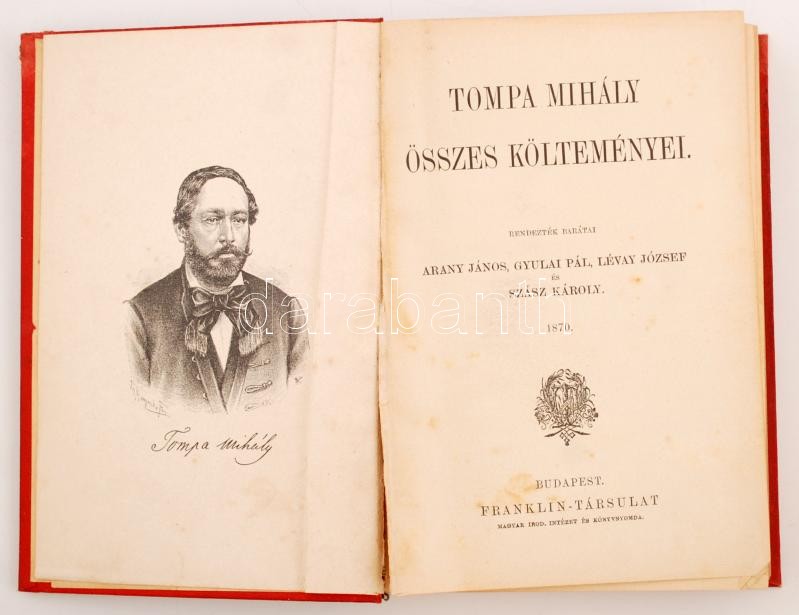 Tompa Mihály
TOMPA MIHÁLY
ÖSSZES KÖLTEMÉNYEI.
RENDEZTÉK BARÁTAI
ARANY JÁNOS, GYULAI PÁL, LÉVAY JÓZSEF
ÉS
SZÁSZ KÁROLY.
1870.
BUDAPEST.
FRANKLIN-TÁRSULAT
MAGYAR IROD. INTÉZET ÉS KÖNYVNYOMDA.
darabanth